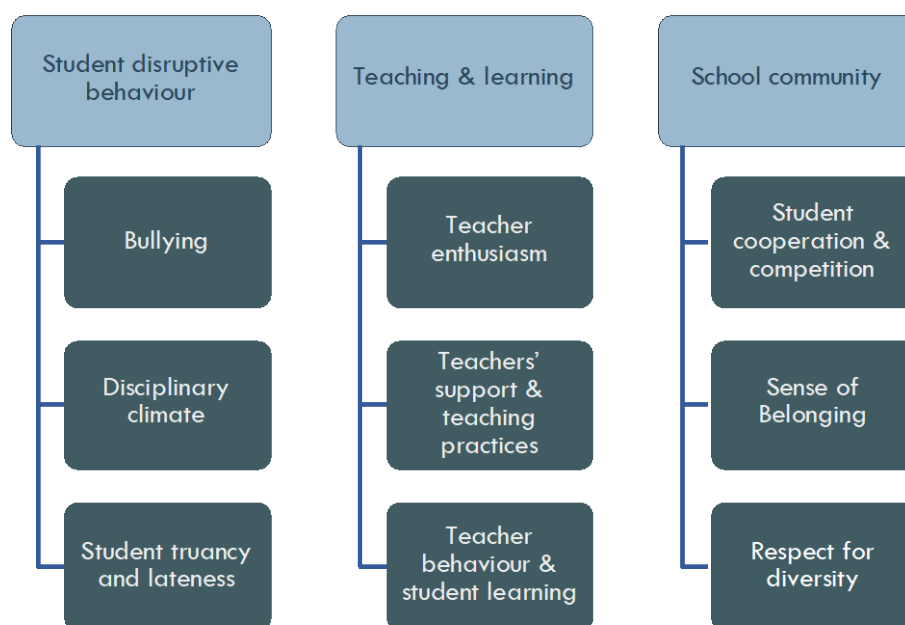 Student disruptive
behaviour
Bullying
Disciplinary
climate
Student truancy
and lateness
Teaching & learning
Teacher
enthusiasm
Teachers'
support &
teaching
practices
Teacher
behaviour &
student learning
School community
Student
cooperation &
competition
Sense of
Belonging
Respect for
diversity